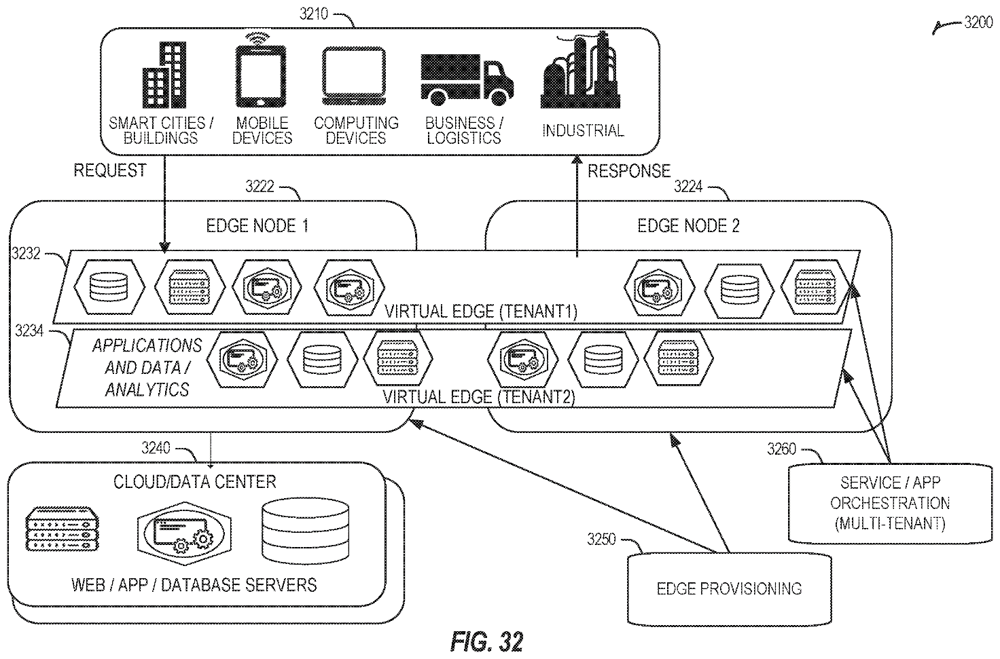 3210
3200
SMART CITIES /
BUILDINGS
MOBILE
DEVICES
COMPUTING
DEVICES
BUSINESS /
LOGISTICS
INDUSTRIAL
REQUEST
RESPONSE
3222
3224
EDGE NODE 1
EDGE NODE 2
3232
VIRTUAL EDGE (TENANT1)
3234
APPLICATIONS
AND DATA /
ANALYTICS
VIRTUAL EDGE (TENANT2)
3240
CLOUD/DATA CENTER
WEB / APP / DATABASE SERVERS
3260
SERVICE / APP
ORCHESTRATION
(MULTI-TENANT)
3250
EDGE PROVISIONING
FIG. 32